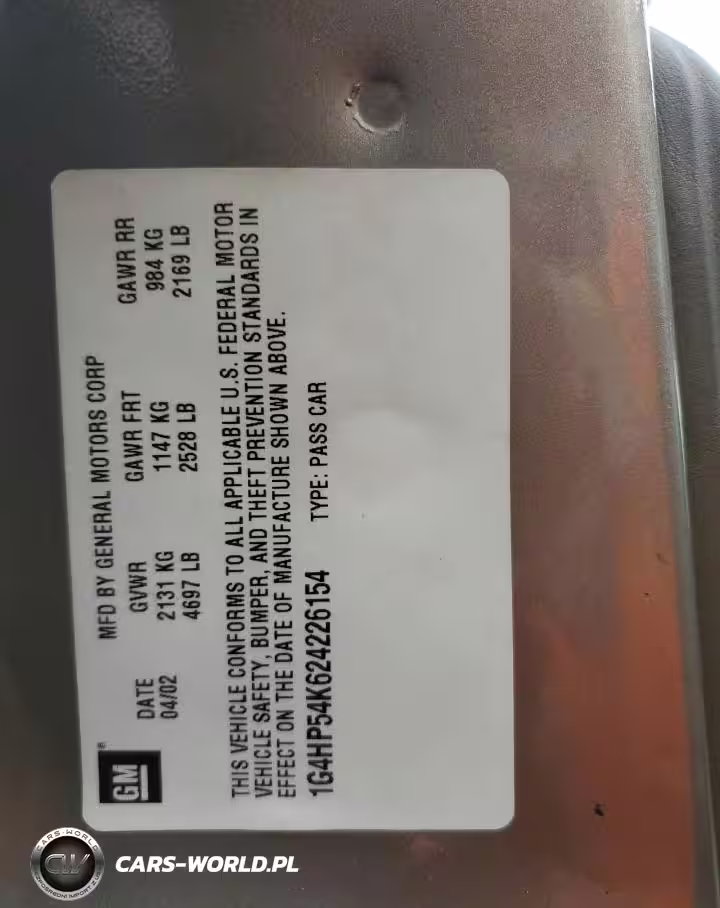 GM®
MFD BY GENERAL MOTORS CORP
DATE GVWR GAWR FRT GAWR RR
04/02 2131 KG 1147 KG 984 KG
4697 LB 2528 LB 2169 LB
THIS VEHICLE CONFORMS TO ALL APPLICABLE U.S. FEDERAL MOTOR
VEHICLE SAFETY, BUMPER, AND THEFT PREVENTION STANDARDS IN
EFFECT ON THE DATE OF MANUFACTURE SHOWN ABOVE.
1G4HP54K624226154 TYPE: PASS CAR
CARS-WORLD
CW
CARS-WORLD.PL